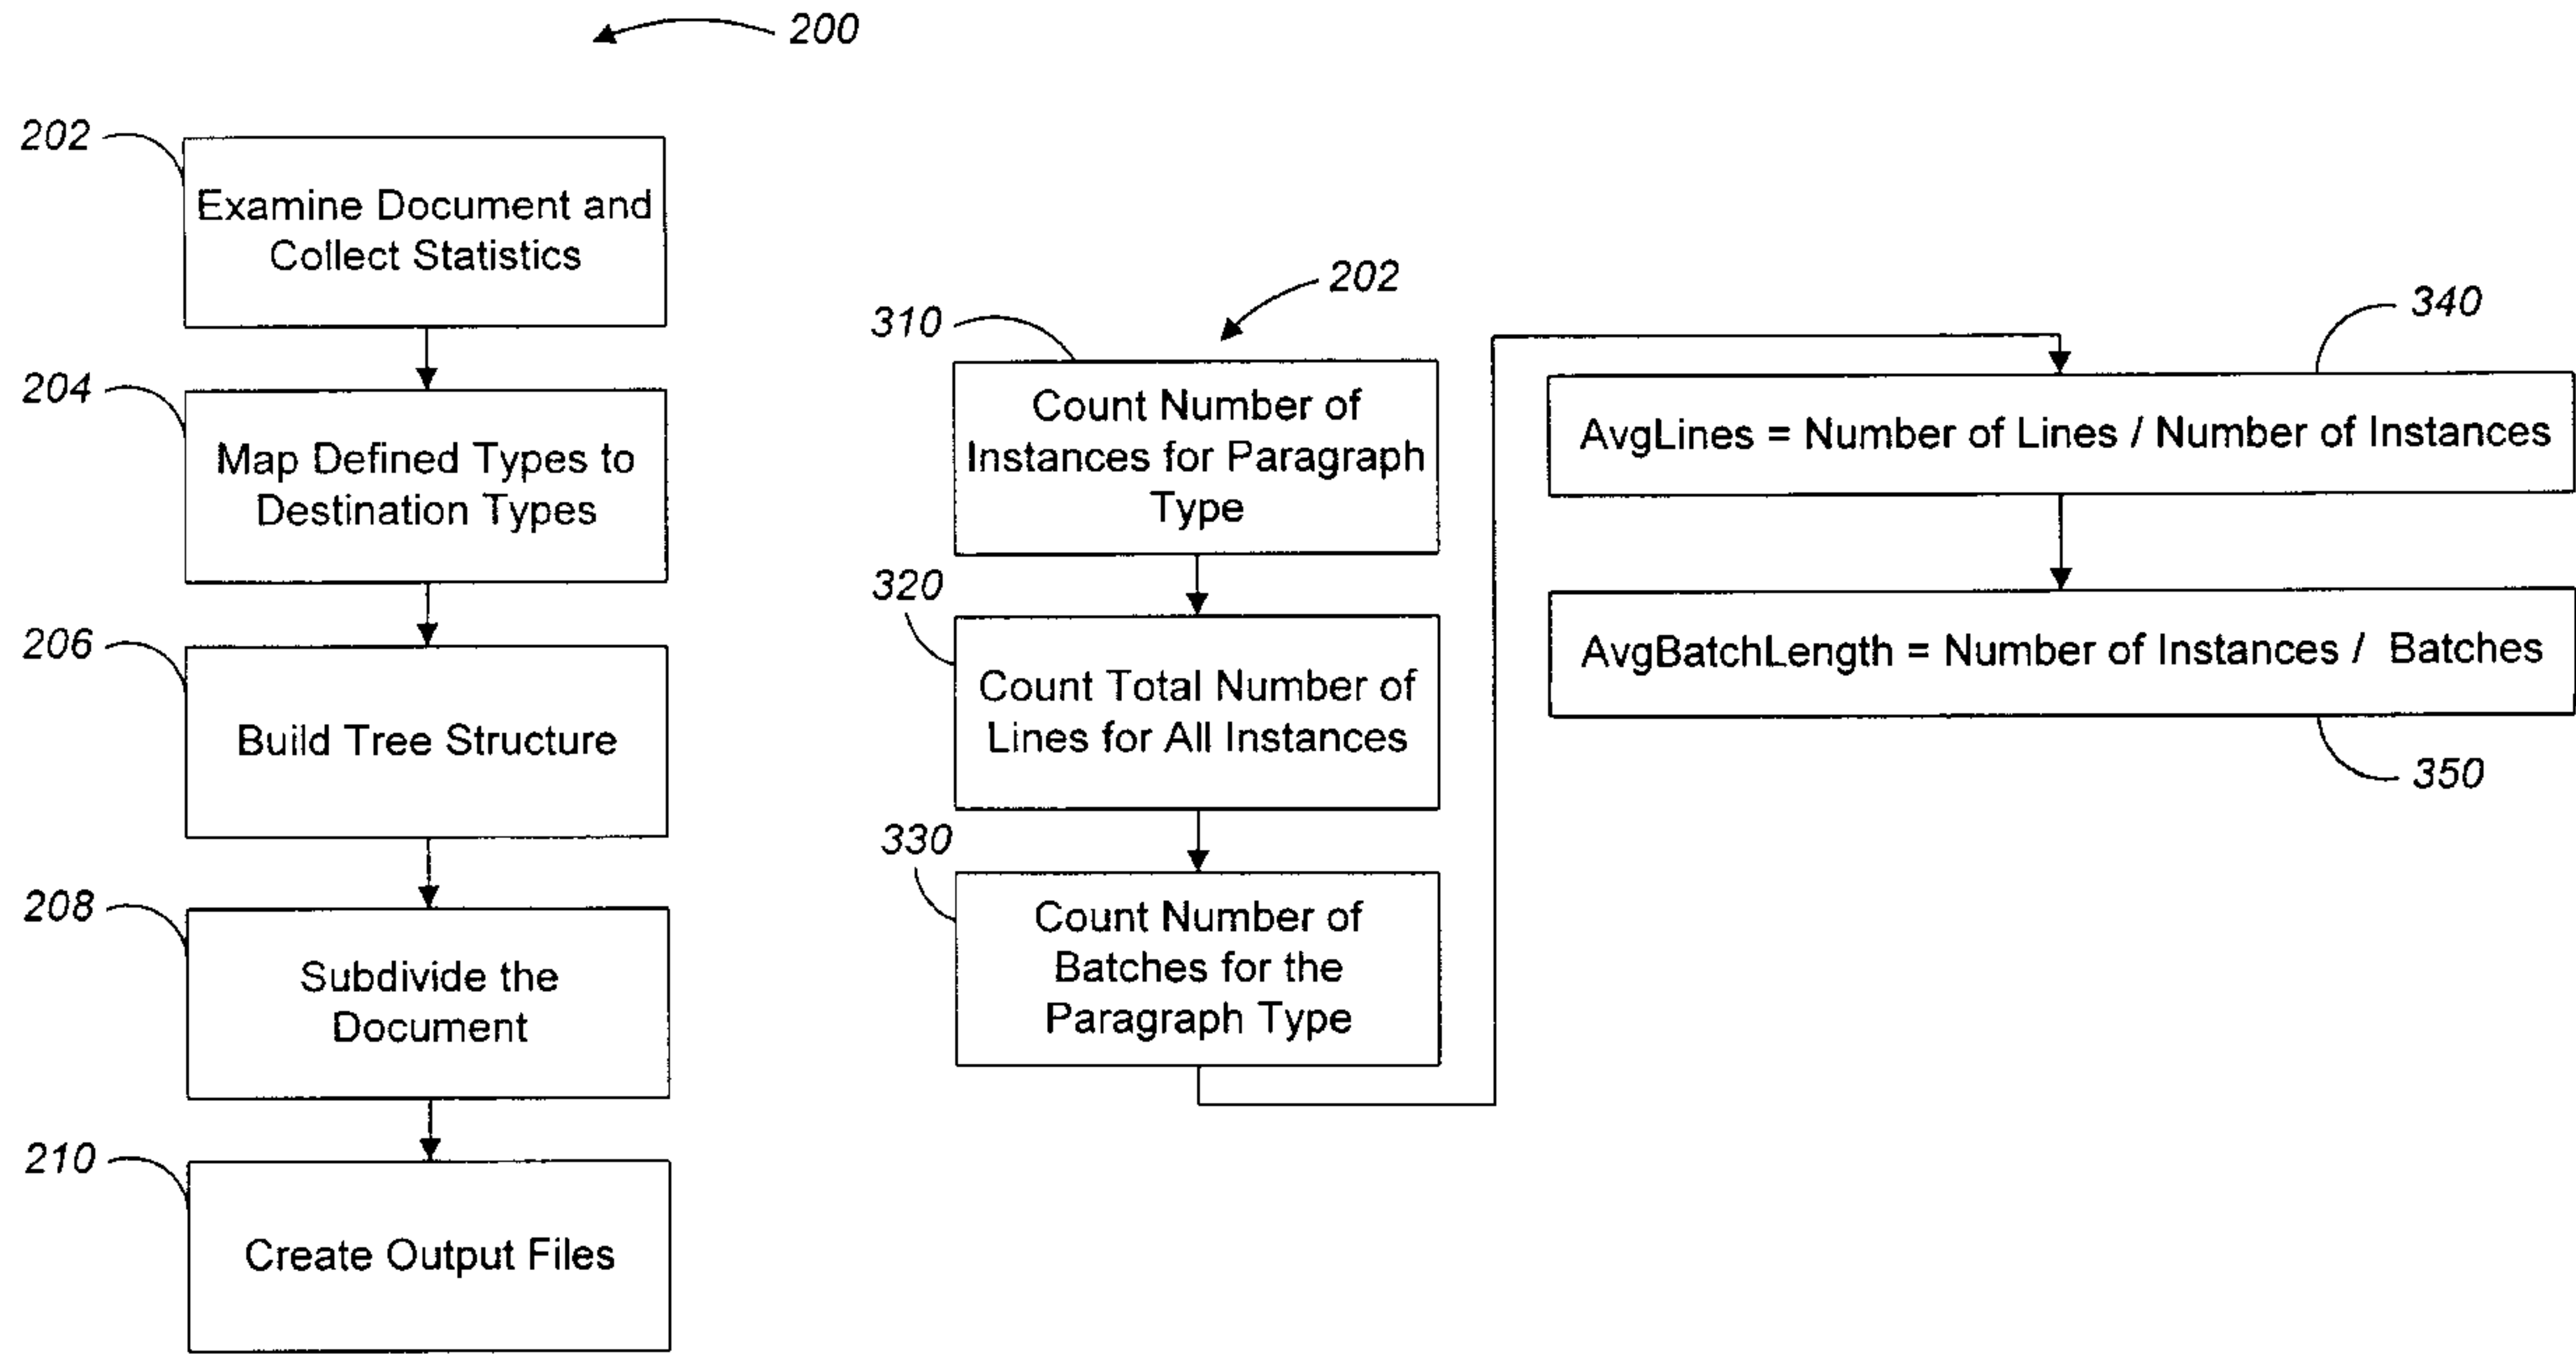 200
202
Examine Document and
Collect Statistics
204
Map Defined Types to
Destination Types
206
Build Tree Structure
208
Subdivide the
Document
210
Create Output Files
202
310
Count Number of
Instances for Paragraph
Type
320
Count Total Number of
Lines for All Instances
330
Count Number of
Batches for the
Paragraph Type
340
AvgLines = Number of Lines / Number of Instances
AvgBatchLength = Number of Instances / Batches
350